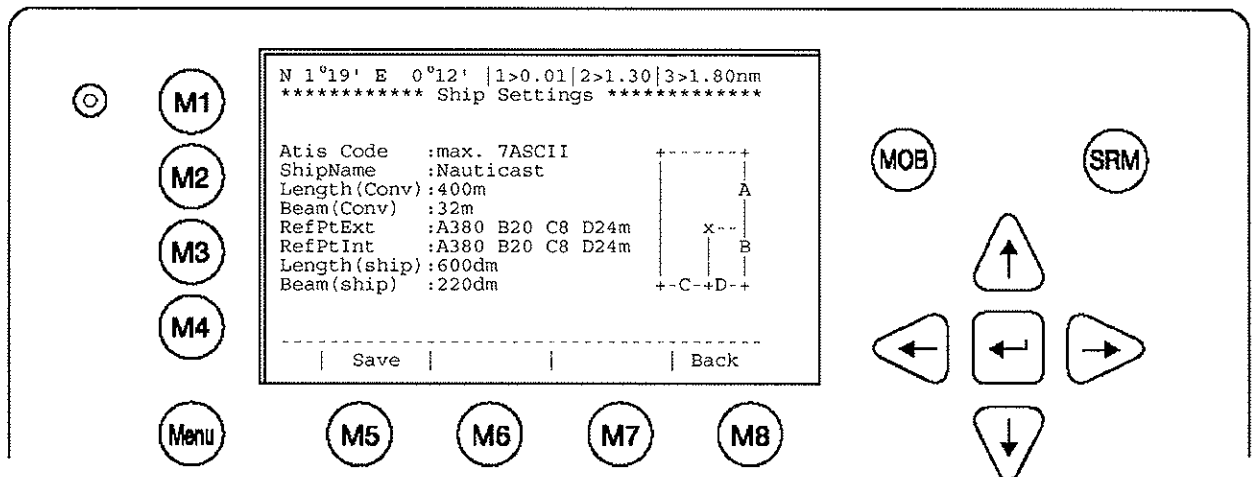 N 1°19' E  0°12' |1>0.01|2>1.30|3>1.80nm
************ Ship Settings *************
Atis Code    :max. 7ASCII
ShipName     :Nauticast
Length(Conv):400m
Beam(Conv)   :32m
RefPtExt     :A380 B20 C8 D24m
RefPtInt     :A380 B20 C8 D24m
Length(ship):600dm
Beam(ship)   :220dm
A
x
B
C D
Save
Back
M1
M2
M3
M4
Menu
M5
M6
M7
M8
MOB
SRM